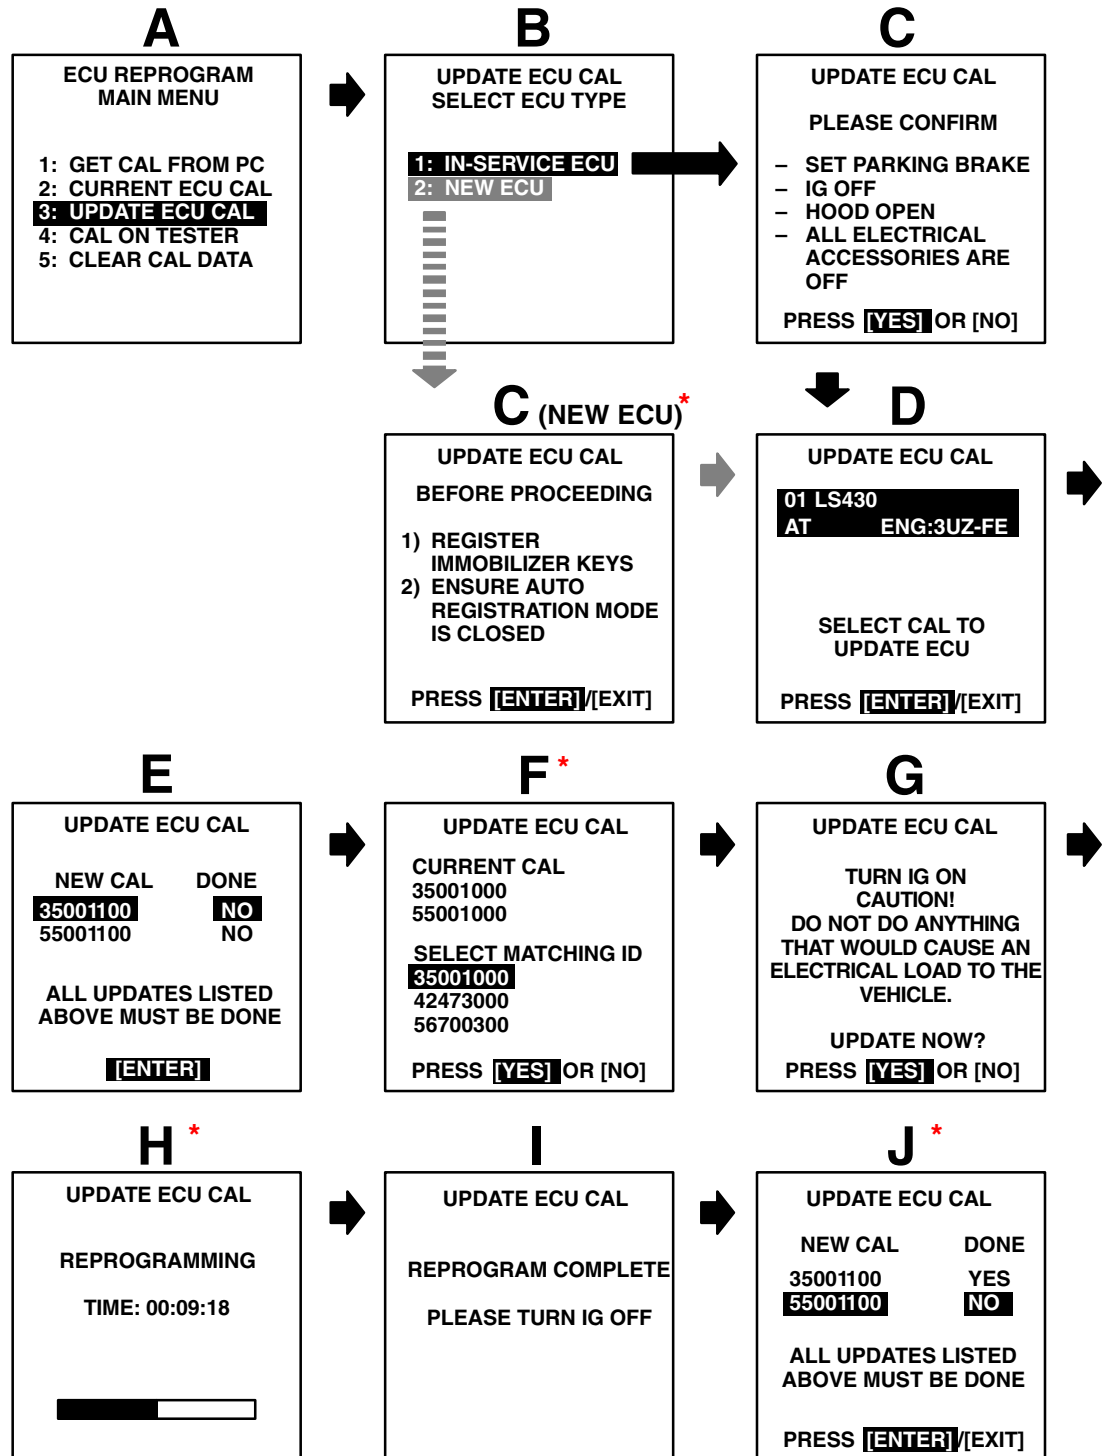 A
ECU REPROGRAM
MAIN MENU
1: GET CAL FROM PC
2: CURRENT ECU CAL
3: UPDATE ECU CAL
4: CAL ON TESTER
5: CLEAR CAL DATA
B
UPDATE ECU CAL
SELECT ECU TYPE
1: IN-SERVICE ECU
2: NEW ECU
C
UPDATE ECU CAL
PLEASE CONFIRM
– SET PARKING BRAKE
– IG OFF
– HOOD OPEN
– ALL ELECTRICAL
ACCESSORIES ARE
OFF
PRESS [YES] OR [NO]
C (NEW ECU)*
UPDATE ECU CAL
BEFORE PROCEEDING
1) REGISTER
IMMOBILIZER KEYS
2) ENSURE AUTO
REGISTRATION MODE
IS CLOSED
PRESS [ENTER]/[EXIT]
D
UPDATE ECU CAL
01 LS430
AT ENG:3UZ-FE
SELECT CAL TO
UPDATE ECU
PRESS [ENTER]/[EXIT]
E
UPDATE ECU CAL
NEW CAL DONE
35001100 NO
55001100 NO
ALL UPDATES LISTED
ABOVE MUST BE DONE
[ENTER]
F *
UPDATE ECU CAL
CURRENT CAL
35001000
55001000
SELECT MATCHING ID
35001000
42473000
56700300
PRESS [YES] OR [NO]
G
UPDATE ECU CAL
TURN IG ON
CAUTION!
DO NOT DO ANYTHING
THAT WOULD CAUSE AN
ELECTRICAL LOAD TO THE
VEHICLE.
UPDATE NOW?
PRESS [YES] OR [NO]
H *
UPDATE ECU CAL
REPROGRAMMING
TIME: 00:09:18
I
UPDATE ECU CAL
REPROGRAM COMPLETE
PLEASE TURN IG OFF
J *
UPDATE ECU CAL
NEW CAL DONE
35001100 YES
55001100 NO
ALL UPDATES LISTED
ABOVE MUST BE DONE
PRESS [ENTER]/[EXIT]